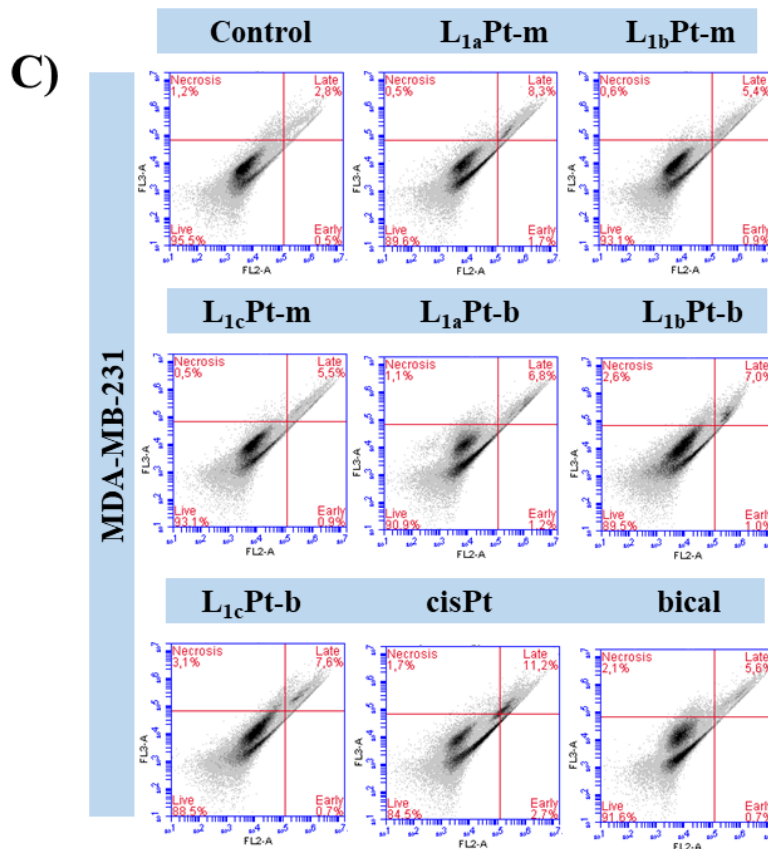 C)
MDA-MB-231
Control L₁ₐPt-m L₁bPt-m
Necrosis 1,2% Late 2,8%
Live 95,5% Early 0,5%
FL3-A
FL2-A
Necrosis 0,5% Late 8,3%
Live 89,6% Early 1,7%
FL3-A
FL2-A
Necrosis 0,6% Late 5,4%
Live 93,1% Early 0,9%
FL3-A
FL2-A
L₁cPt-m L₁ₐPt-b L₁bPt-b
Necrosis 0,5% Late 5,5%
Live 93,1% Early 0,9%
FL3-A
FL2-A
Necrosis 1,1% Late 6,8%
Live 90,9% Early 1,2%
FL3-A
FL2-A
Necrosis 2,6% Late 7,0%
Live 89,5% Early 1,0%
FL3-A
FL2-A
L₁cPt-b cisPt bical
Necrosis 3,1% Late 7,6%
Live 88,5% Early 0,7%
FL3-A
FL2-A
Necrosis 1,7% Late 11,2%
Live 84,5% Early 2,7%
FL3-A
FL2-A
Necrosis 2,1% Late 5,6%
Live 91,6% Early 0,7%
FL3-A
FL2-A